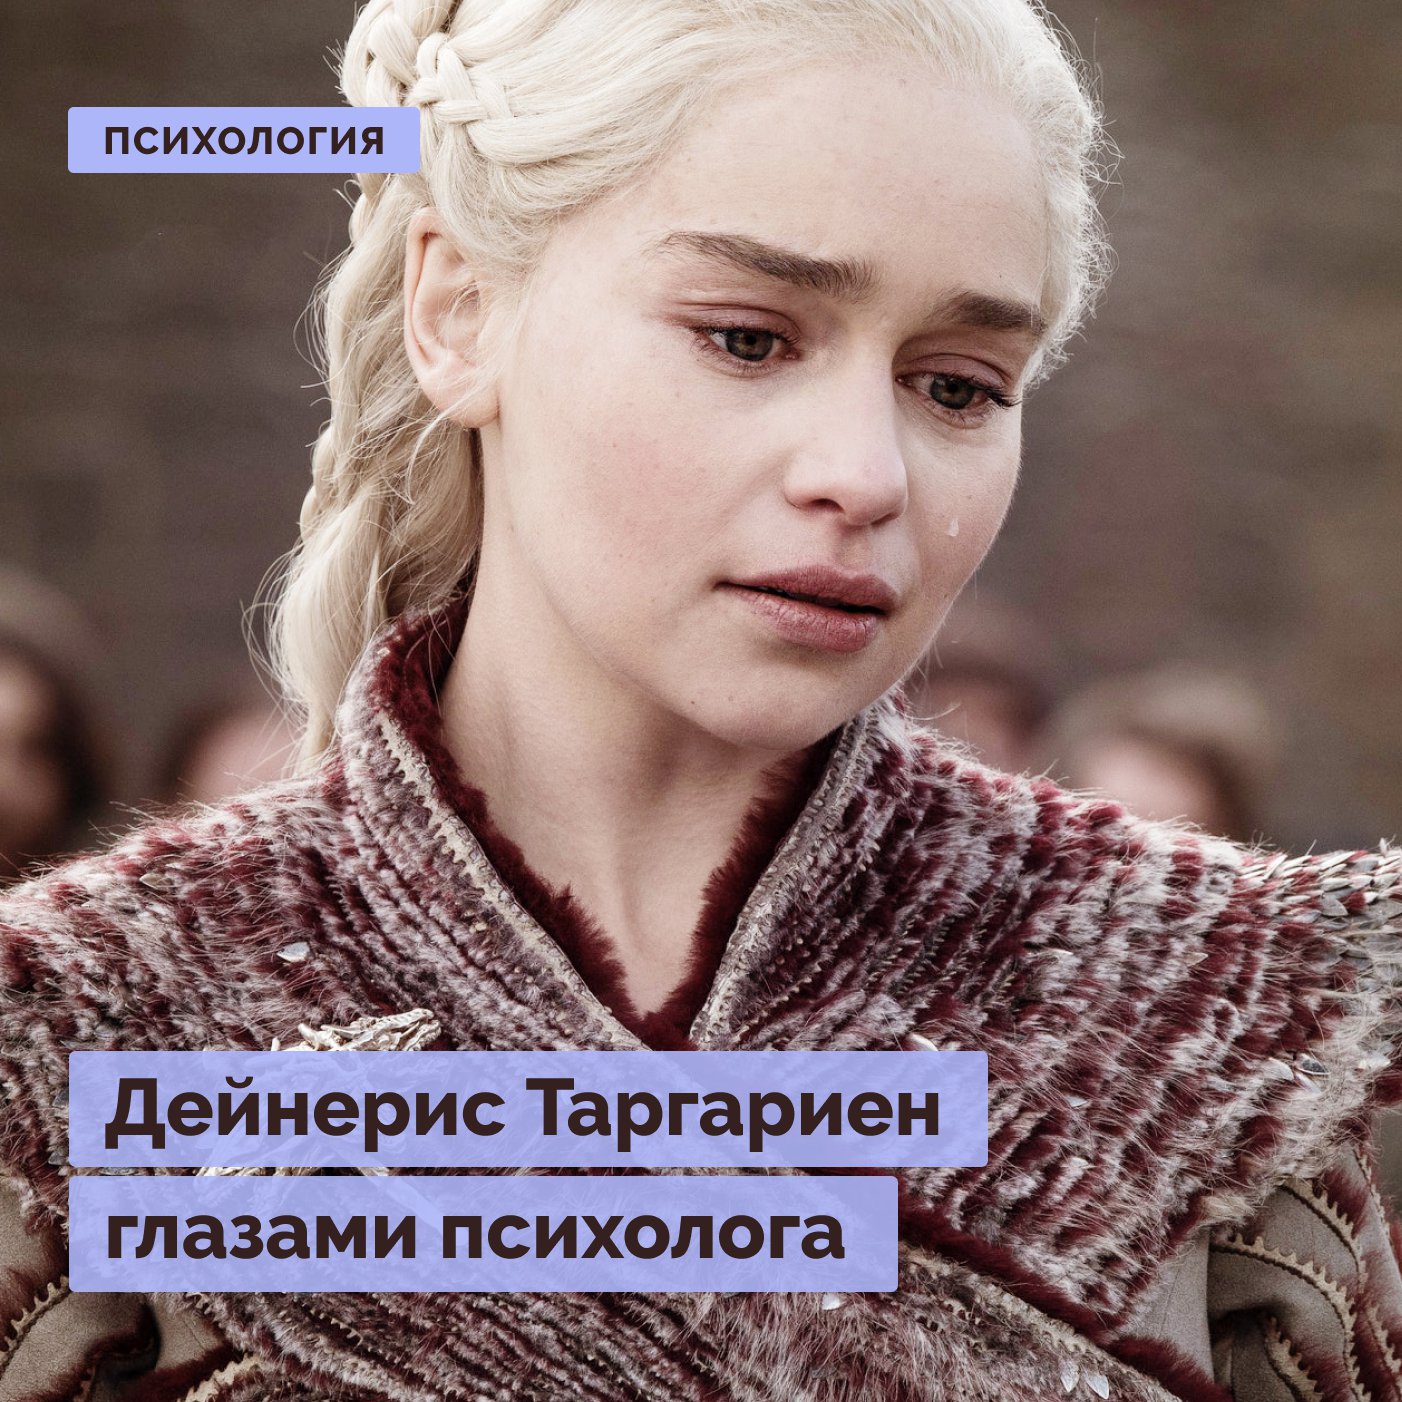 ПСИХОЛОГИЯ
Дейнерис Таргариен
глазами психолога